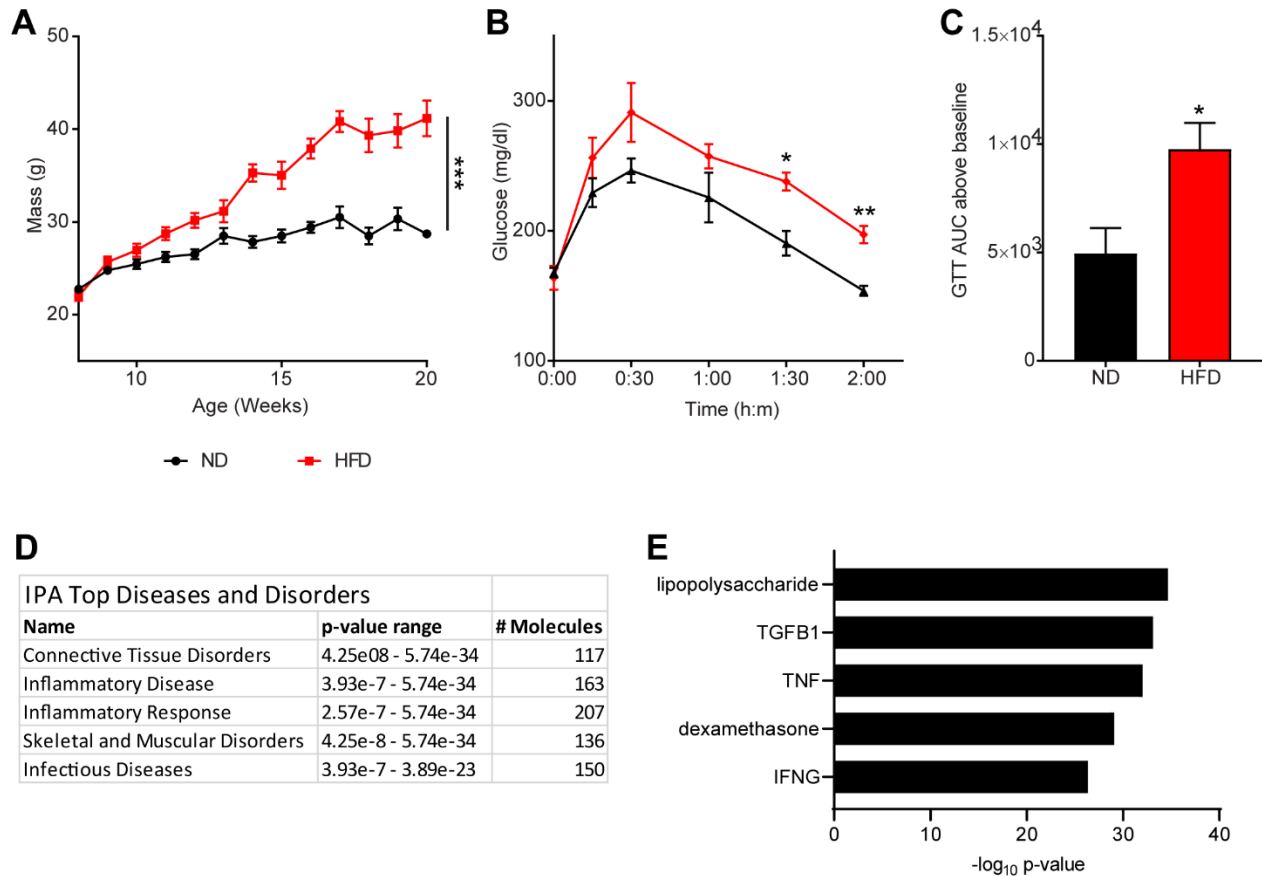 A
50
40
30
20
Mass (g)
10
15
20
Age (Weeks)
***
ND
HFD
B
300
200
100
Glucose (mg/dl)
0:00
0:30
1:00
1:30
2:00
Time (h:m)
*
**
C
1.5×10⁴
1×10⁴
5×10³
0
GTT AUC above baseline
*
ND
HFD
D
IPA Top Diseases and Disorders
Name p-value range # Molecules
Connective Tissue Disorders 4.25e08 - 5.74e-34 117
Inflammatory Disease 3.93e-7 - 5.74e-34 163
Inflammatory Response 2.57e-7 - 5.74e-34 207
Skeletal and Muscular Disorders 4.25e-8 - 5.74e-34 136
Infectious Diseases 3.93e-7 - 3.89e-23 150
E
lipopolysaccharide
TGFB1
TNF
dexamethasone
IFNG
0
10
20
30
40
-log₁₀ p-value